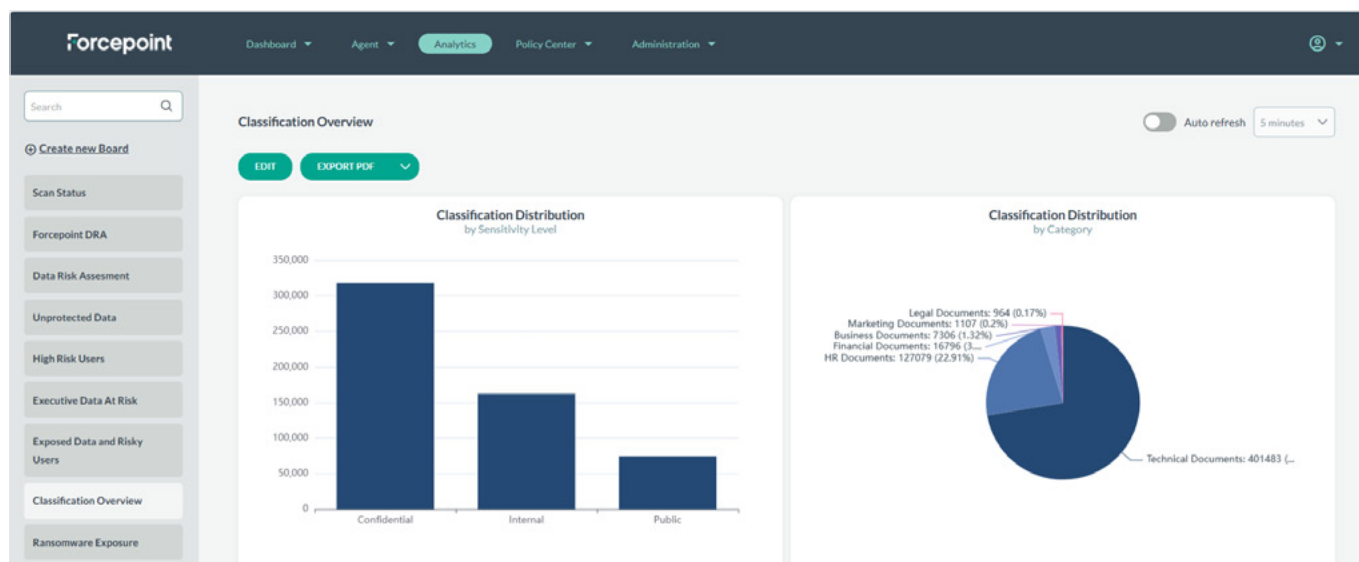 Forcepoint
Dashboard
Agent
Analytics
Policy Center
Administration
Search
Create new Board
Scan Status
Forcepoint DRA
Data Risk Assesment
Unprotected Data
High Risk Users
Executive Data At Risk
Exposed Data and Risky
Users
Classification Overview
Ransomware Exposure
Classification Overview
Auto refresh
5 minutes
EDIT
EXPORT PDF
Classification Distribution
by Sensitivity Level
350,000
300,000
250,000
200,000
150,000
100,000
50,000
0
Confidential
Internal
Public
Classification Distribution
by Category
Legal Documents: 964 (0.17%)
Marketing Documents: 1107 (0.2%)
Business Documents: 7306 (1.32%)
Financial Documents: 16796 (3....
HR Documents: 127079 (22.91%)
Technical Documents: 401483 (...